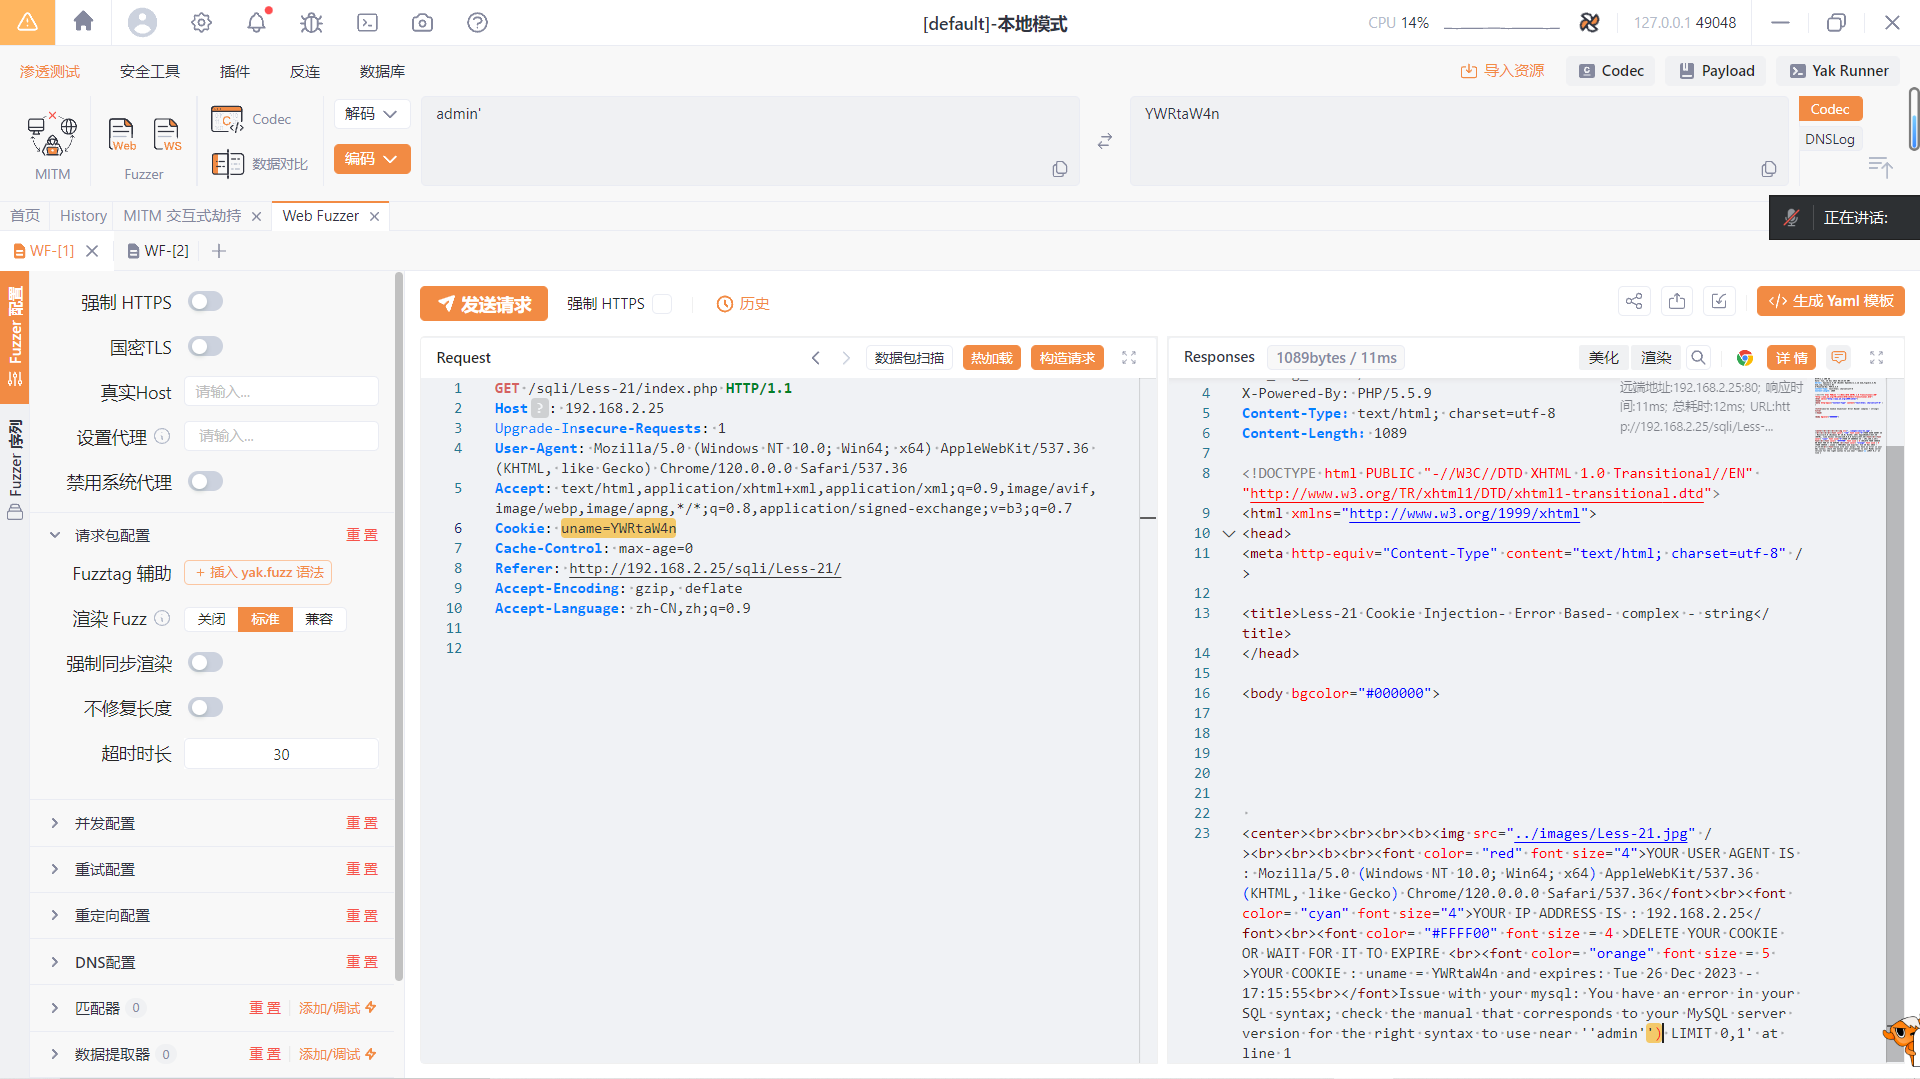 [default]-本地模式
CPU 14%
127.0.0.1 49048
渗透测试 安全工具 插件 反连 数据库
导入资源 Codec Payload Yak Runner
MITM
Web WS
Fuzzer
Codec
数据对比
解码
编码
admin'
YWRtaW4n
Codec
DNSLog
首页 History MITM 交互式劫持 Web Fuzzer
正在讲话:
WF-[1] WF-[2]
Fuzzer 配置
Fuzzer 序列
强制 HTTPS
国密TLS
真实Host 请输入...
设置代理 请输入...
禁用系统代理
请求包配置 重置
Fuzztag 辅助 + 插入 yak.fuzz 语法
渲染 Fuzz 关闭 标准 兼容
强制同步渲染
不修复长度
超时时长 30
并发配置 重置
重试配置 重置
重定向配置 重置
DNS配置 重置
匹配器 0 重置 添加/调试
数据提取器 0 重置 添加/调试
发送请求 强制 HTTPS 历史
</> 生成 Yaml 模板
Request 数据包扫描 热加载 构造请求
1 GET /sqli/Less-21/index.php HTTP/1.1
2 Host ? : 192.168.2.25
3 Upgrade-Insecure-Requests: 1
4 User-Agent: Mozilla/5.0 (Windows NT 10.0; Win64; x64) AppleWebKit/537.36
(KHTML, like Gecko) Chrome/120.0.0.0 Safari/537.36
5 Accept: text/html,application/xhtml+xml,application/xml;q=0.9,image/avif,
image/webp,image/apng,*/*;q=0.8,application/signed-exchange;v=b3;q=0.7
6 Cookie: uname=YWRtaW4n
7 Cache-Control: max-age=0
8 Referer: http://192.168.2.25/sqli/Less-21/
9 Accept-Encoding: gzip, deflate
10 Accept-Language: zh-CN,zh;q=0.9
11
12
Responses 1089bytes / 11ms 美化 渲染 详情
远端地址:192.168.2.25:80; 响应时
间:11ms; 总耗时:12ms; URL:htt
p://192.168.2.25/sqli/Less-...
4 X-Powered-By: PHP/5.5.9
5 Content-Type: text/html; charset=utf-8
6 Content-Length: 1089
7
8 <!DOCTYPE html PUBLIC "-//W3C//DTD XHTML 1.0 Transitional//EN"
"http://www.w3.org/TR/xhtml1/DTD/xhtml1-transitional.dtd">
9 <html xmlns="http://www.w3.org/1999/xhtml">
10 <head>
11 <meta http-equiv="Content-Type" content="text/html; charset=utf-8" /
>
12
13 <title>Less-21 Cookie Injection- Error Based- complex - string</
title>
14 </head>
15
16 <body bgcolor="#000000">
17
18
19
20
21
22
23 <center><br><br><br><b><img src="../images/Less-21.jpg" /
><br><br><b><br><font color= "red" font size="4">YOUR USER AGENT IS
: Mozilla/5.0 (Windows NT 10.0; Win64; x64) AppleWebKit/537.36
(KHTML, like Gecko) Chrome/120.0.0.0 Safari/537.36</font><br><font
color= "cyan" font size="4">YOUR IP ADDRESS IS : 192.168.2.25</
font><br><font color= "#FFFF00" font size = 4 >DELETE YOUR COOKIE
OR WAIT FOR IT TO EXPIRE <br><font color= "orange" font size = 5
>YOUR COOKIE : uname = YWRtaW4n and expires: Tue 26 Dec 2023 -
17:15:55<br></font>Issue with your mysql: You have an error in your
SQL syntax; check the manual that corresponds to your MySQL server
version for the right syntax to use near ''admin'') LIMIT 0,1' at
line 1